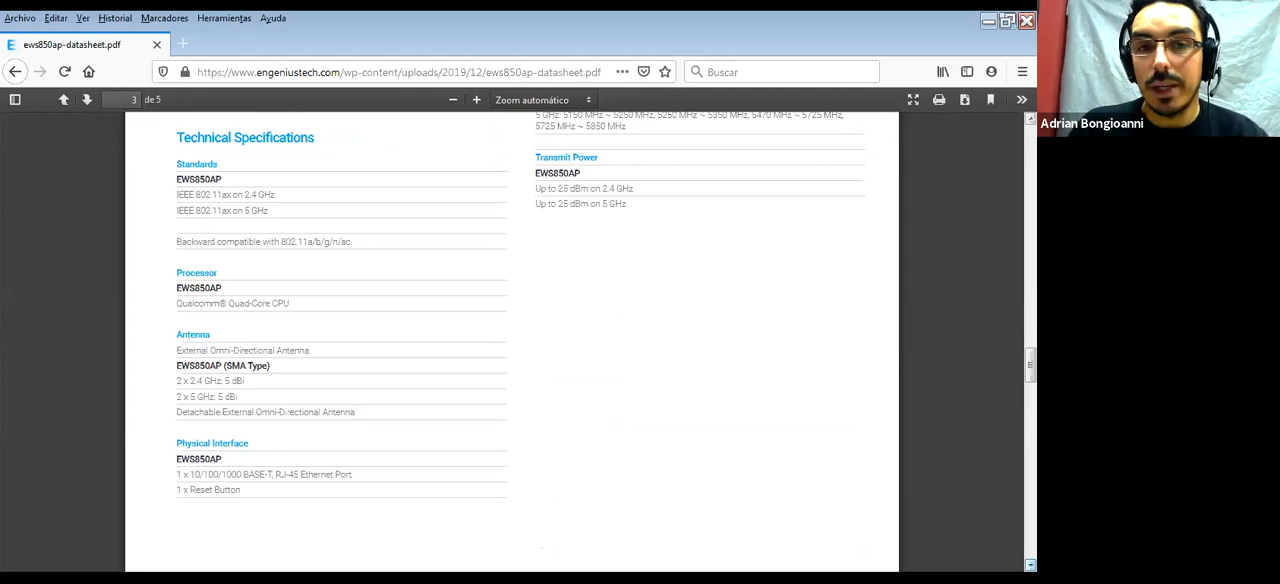 Archivo Editar Ver Historial Marcadores Herramientas Ayuda
ews850ap-datasheet.pdf
https://www.engeniustech.com/wp-content/uploads/2019/12/ews850ap-datasheet.pdf
Buscar
3 de 5
Zoom automático
Technical Specifications
Standards
EWS850AP
IEEE 802.11ax on 2.4 GHz
IEEE 802.11ax on 5 GHz
Backward compatible with 802.11a/b/g/n/ac
Processor
EWS850AP
Qualcomm® Quad-Core CPU
Antenna
External Omni-Directional Antenna
EWS850AP (SMA Type)
2 x 2.4 GHz: 5 dBi
2 x 5 GHz: 5 dBi
Detachable External Omni-Directional Antenna
Physical Interface
EWS850AP
1 x 10/100/1000 BASE-T, RJ-45 Ethernet Port
1 x Reset Button
5 GHz: 5150 MHz ~ 5250 MHz, 5250 MHz ~ 5350 MHz, 5470 MHz ~ 5725 MHz,
5725 MHz ~ 5850 MHz
Transmit Power
EWS850AP
Up to 25 dBm on 2.4 GHz
Up to 25 dBm on 5 GHz
Adrian Bongioanni